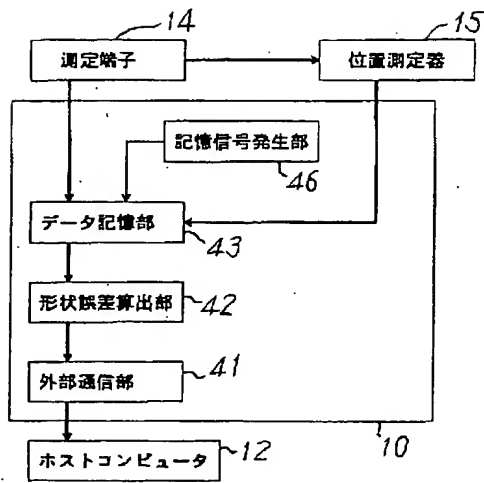 14
15
測定端子
位置測定器
記憶信号発生部
46
データ記憶部
43
形状誤差算出部
42
外部通信部
41
10
ホストコンピュータ
12